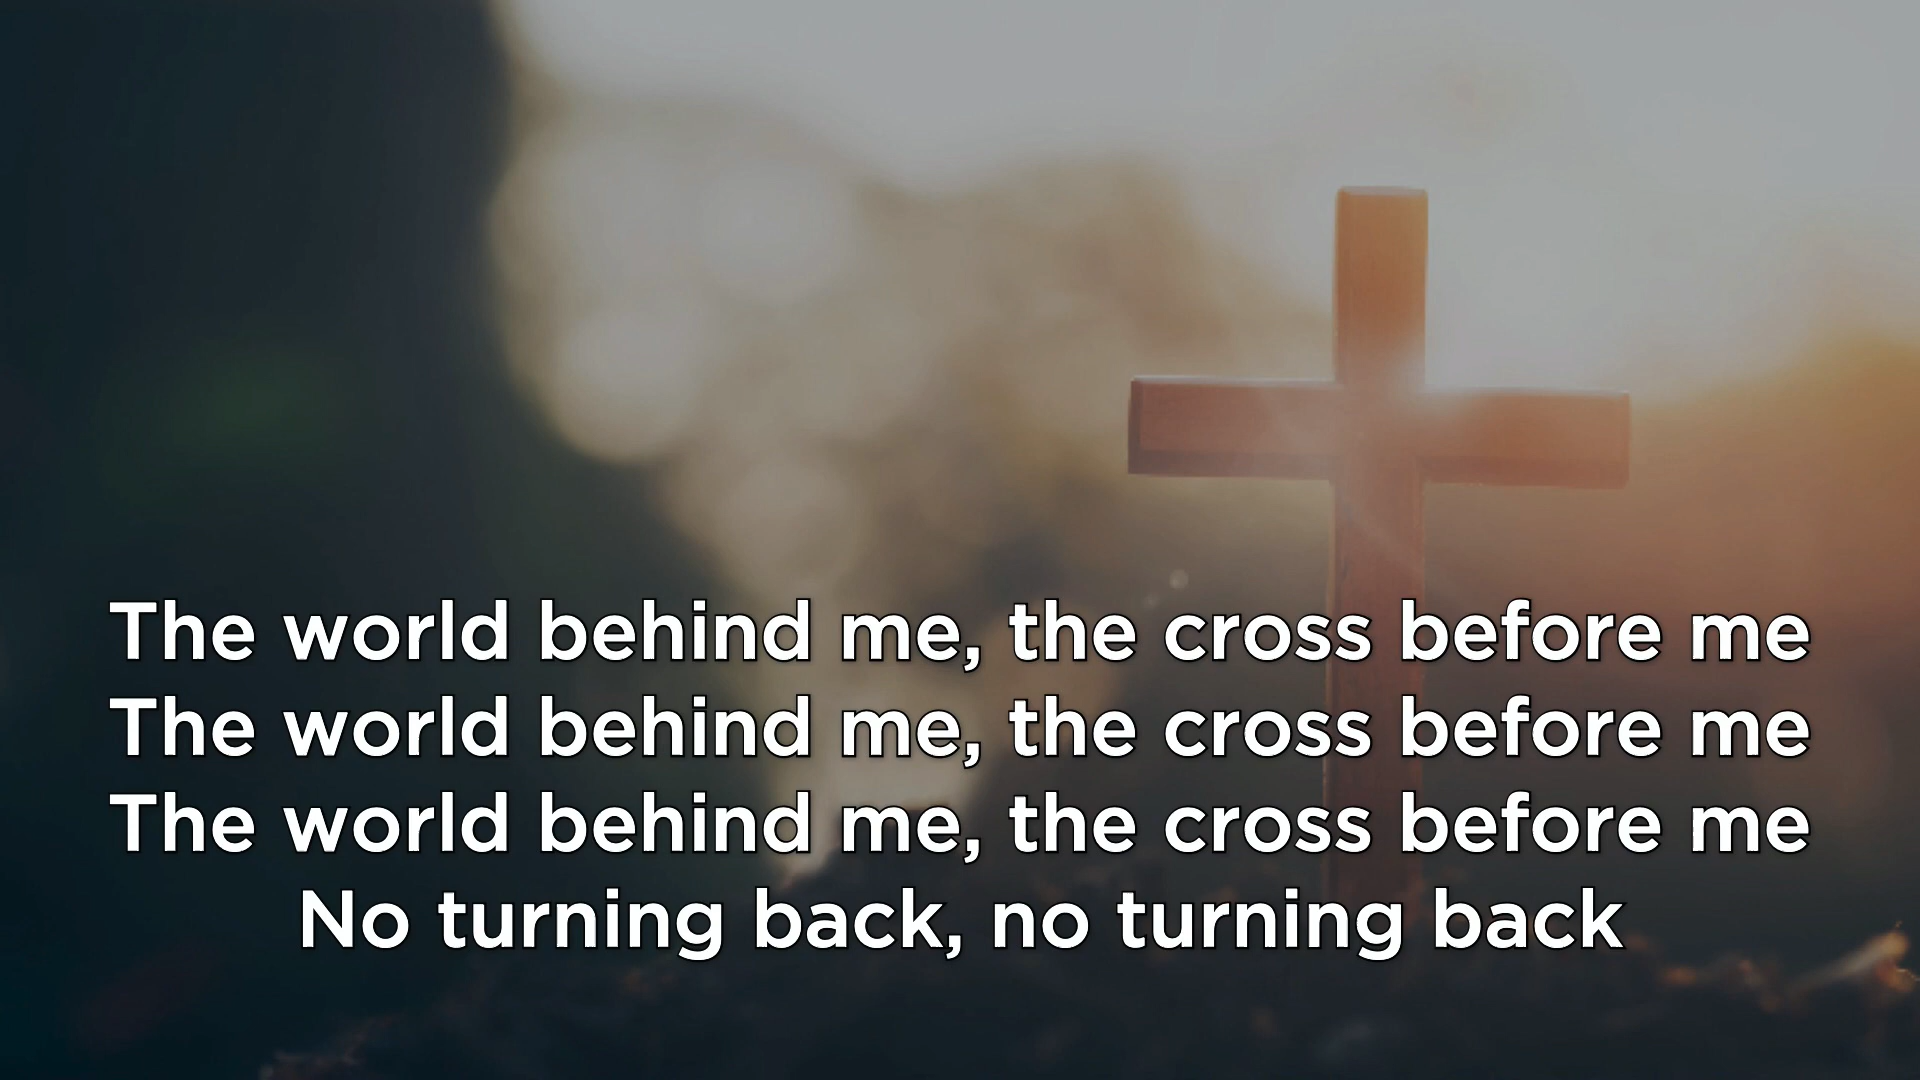 The world behind me, the cross before me
The world behind me, the cross before me
The world behind me, the cross before me
No turning back, no turning back